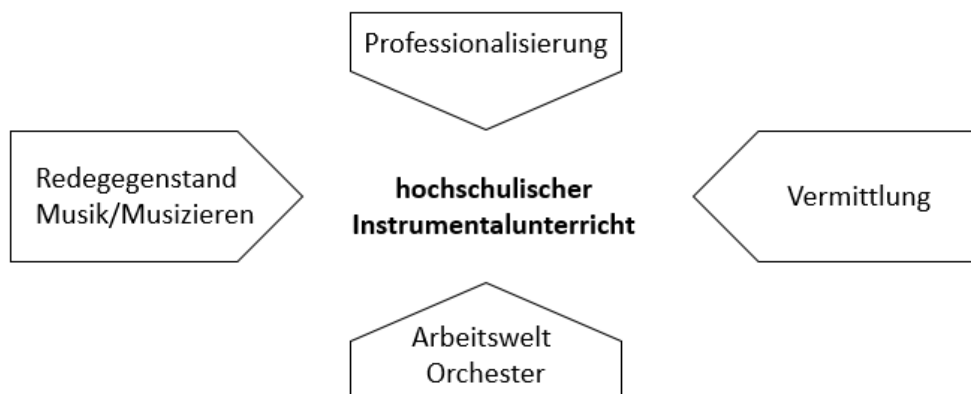 Professionalisierung
Redegegenstand
Musik/Musizieren
hochschulischer
Instrumentalunterricht
Vermittlung
Arbeitswelt
Orchester